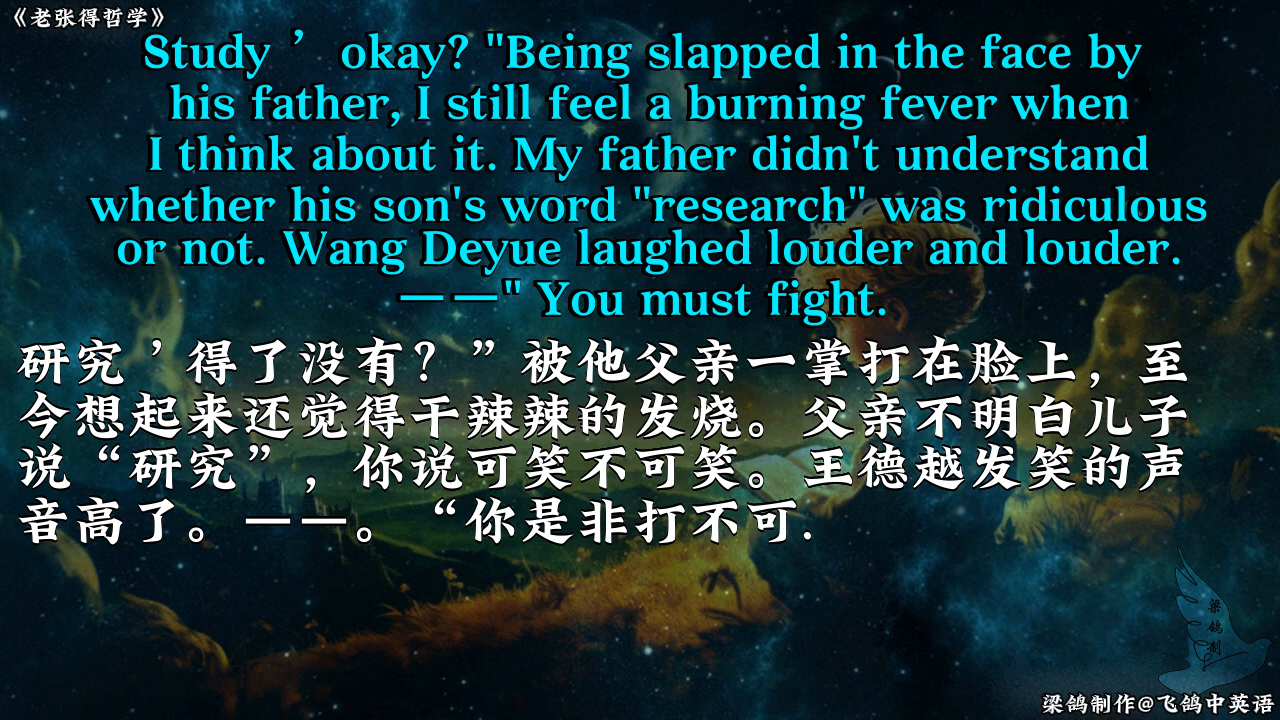 《老张得哲学》
Study ’ okay? "Being slapped in the face by
his father, I still feel a burning fever when
I think about it. My father didn't understand
whether his son's word "research" was ridiculous
or not. Wang Deyue laughed louder and louder.
——" You must fight.
研究’得了没有？”被他父亲一掌打在脸上，至
今想起来还觉得干辣辣的发烧。父亲不明白儿子
说“研究”，你说可笑不可笑。王德越发笑的声
音高了。——。“你是非打不可.
梁鸽制
梁鸽制作@飞鸽中英语